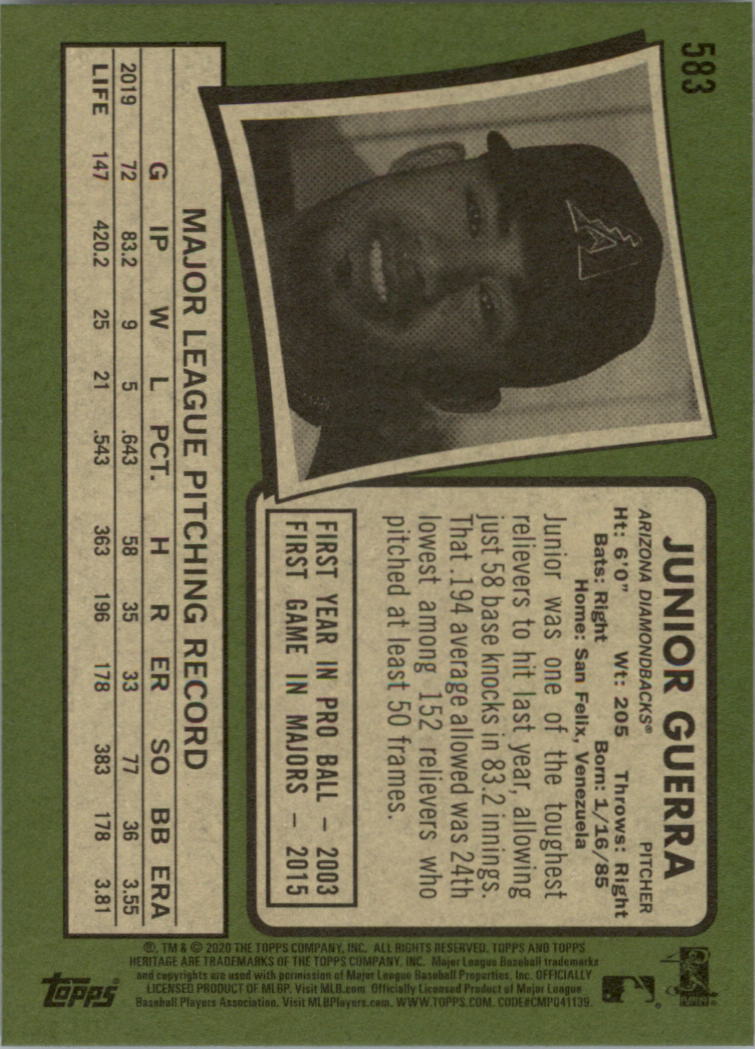 583
JUNIOR GUERRA
ARIZONA DIAMONDBACKS® PITCHER
Ht: 6'0" Wt: 205 Throws: Right
Bats: Right Born: 1/16/85
Home: San Felix, Venezuela
Junior was one of the toughest
relievers to hit last year, allowing
just 58 base knocks in 83.2 innings.
That .194 average allowed was 24th
lowest among 152 relievers who
pitched at least 50 frames.
FIRST YEAR IN PRO BALL – 2003
FIRST GAME IN MAJORS – 2015
MAJOR LEAGUE PITCHING RECORD
G IP W L PCT. H R ER SO BB ERA
2019 72 83.2 9 5 .643 58 35 33 77 36 3.55
LIFE 147 420.2 25 21 .543 363 196 178 383 178 3.81
®, TM & © 2020 THE TOPPS COMPANY, INC. ALL RIGHTS RESERVED. TOPPS AND TOPPS
HERITAGE ARE TRADEMARKS OF THE TOPPS COMPANY, INC. Major League Baseball trademarks
and copyrights are used with permission of Major League Baseball Properties, Inc. OFFICIALLY
LICENSED PRODUCT OF MLBP. Visit MLB.com Officially Licensed Product of Major League
Baseball Players Association. Visit MLBPlayers.com. WWW.TOPPS.COM. CODE#CMP041139.
topps